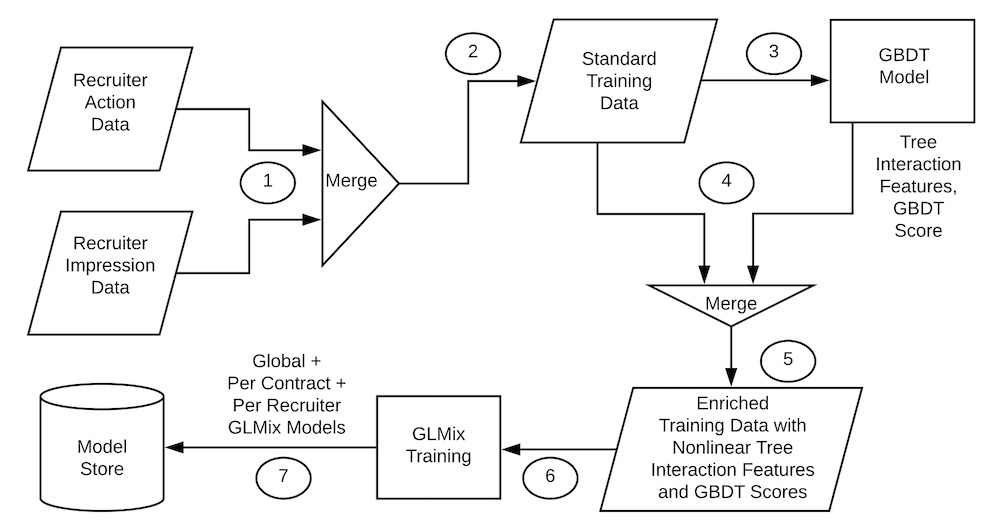 Recruiter
Action
Data
Recruiter
Impression
Data
1
Merge
2
Standard
Training
Data
3
GBDT
Model
Tree
Interaction
Features,
GBDT
Score
4
Merge
5
Enriched
Training Data with
Nonlinear Tree
Interaction Features
and GBDT Scores
6
GLMix
Training
Global +
Per Contract +
Per Recruiter
GLMix Models
7
Model
Store